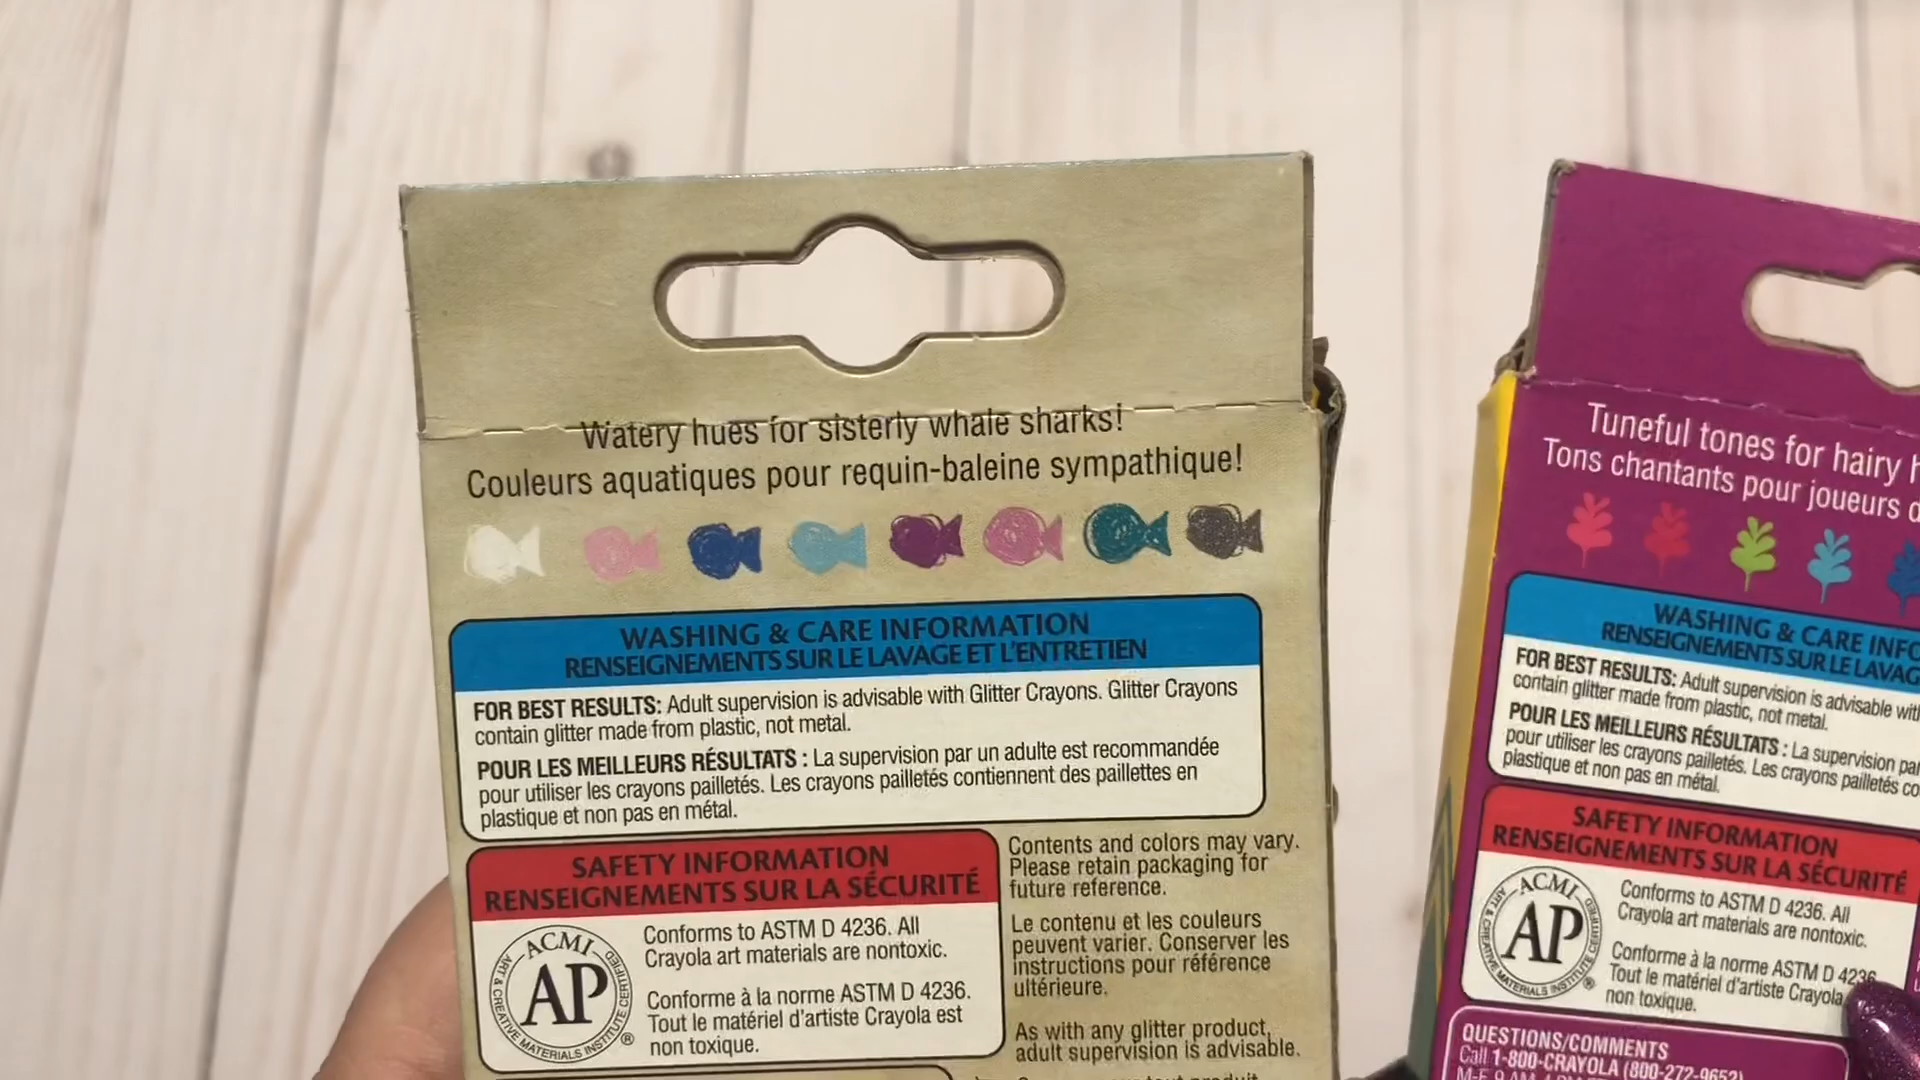 Watery hues for sisterly whale sharks!
Couleurs aquatiques pour requin-baleine sympathique!
WASHING & CARE INFORMATION
RENSEIGNEMENTS SUR LE LAVAGE ET L'ENTRETIEN
FOR BEST RESULTS: Adult supervision is advisable with Glitter Crayons. Glitter Crayons
contain glitter made from plastic, not metal.
POUR LES MEILLEURS RÉSULTATS : La supervision par un adulte est recommandée
pour utiliser les crayons pailletés. Les crayons pailletés contiennent des paillettes en
plastique et non pas en métal.
SAFETY INFORMATION
RENSEIGNEMENTS SUR LA SÉCURITÉ
ACMI
AP
ART & CREATIVE MATERIALS INSTITUTE CERTIFIED
®
Conforms to ASTM D 4236. All
Crayola art materials are nontoxic.
Conforme à la norme ASTM D 4236.
Tout le matériel d'artiste Crayola est
non toxique.
Contents and colors may vary.
Please retain packaging for
future reference.
Le contenu et les couleurs
peuvent varier. Conserver les
instructions pour référence
ultérieure.
As with any glitter product,
adult supervision is advisable.
Tuneful tones for hairy
Tons chantants pour joueurs
WASHING & CARE
RENSEIGNEMENTS SUR LE
FOR BEST RESULTS: Adult supervision is advisable
contain glitter made from plastic, not metal.
POUR LES MEILLEURS RÉSULTATS : La supervision
pour utiliser les crayons pailletés. Les crayons pailletés
plastique et non pas en métal.
SAFETY INFORMATION
RENSEIGNEMENTS SUR LA SÉCURITÉ
ACMI
AP
ART & CREATIVE MATERIALS INSTITUTE CERTIFIED
®
Conforms to ASTM D 4236. All
Crayola art materials are nontoxic.
Conforme à la norme ASTM D 4236
Tout le matériel d'artiste Crayola
non toxique.
QUESTIONS/COMMENTS
Call 1-800-CRAYOLA (800-272-9652)